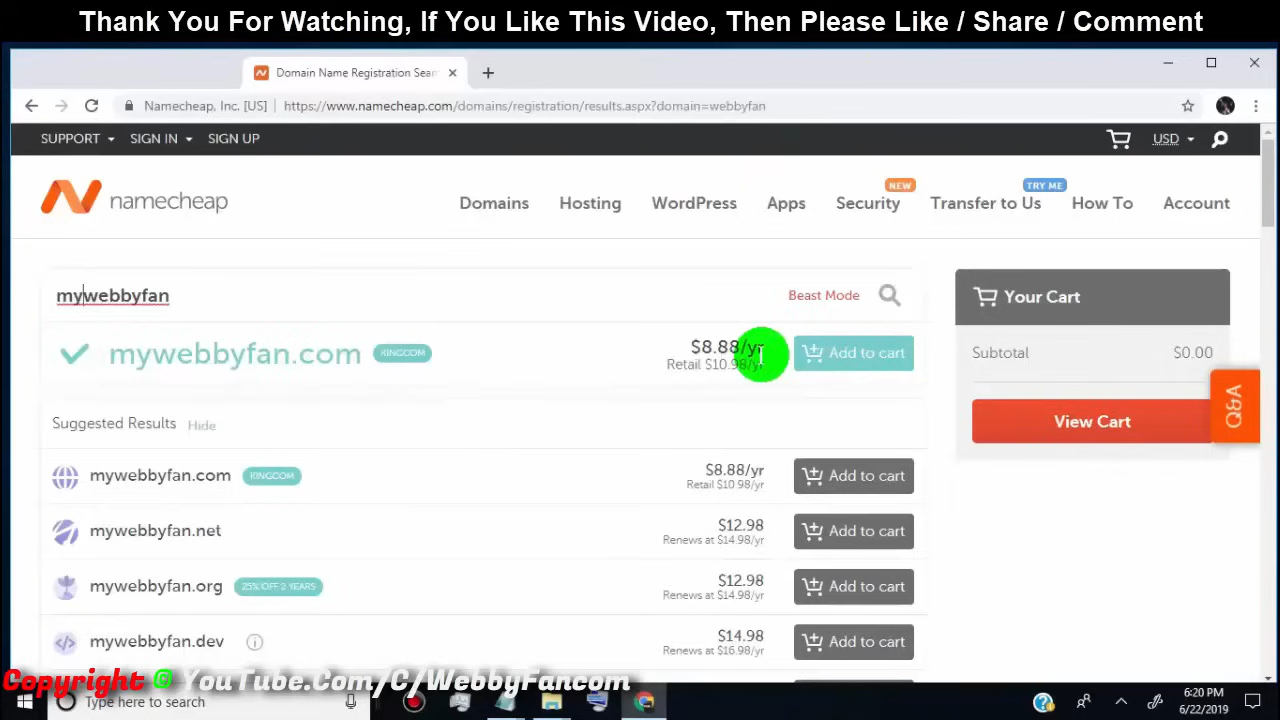 Thank You For Watching, If You Like This Video, Then Please Like / Share / Comment
Domain Name Registration Sear
Namecheap, Inc. [US] https://www.namecheap.com/domains/registration/results.aspx?domain=webbyfan
SUPPORT SIGN IN SIGN UP USD
NEW TRY ME
namecheap Domains Hosting WordPress Apps Security Transfer to Us How To Account
mywebbyfan Beast Mode Your Cart
mywebbyfan.com KINGCOM $8.88/yr Add to cart Subtotal $0.00
Retail $10.98/yr
Q&A
View Cart
Suggested Results Hide
mywebbyfan.com KINGCOM $8.88/yr Add to cart
Retail $10.98/yr
mywebbyfan.net $12.98 Add to cart
Renews at $14.98/yr
mywebbyfan.org 25% OFF 2 YEARS $12.98 Add to cart
Renews at $14.98/yr
mywebbyfan.dev $14.98 Add to cart
Renews at $16.98/yr
Copyright © YouTube.Com/C/WebbyFancom
Type here to search 6:20 PM
6/22/2019